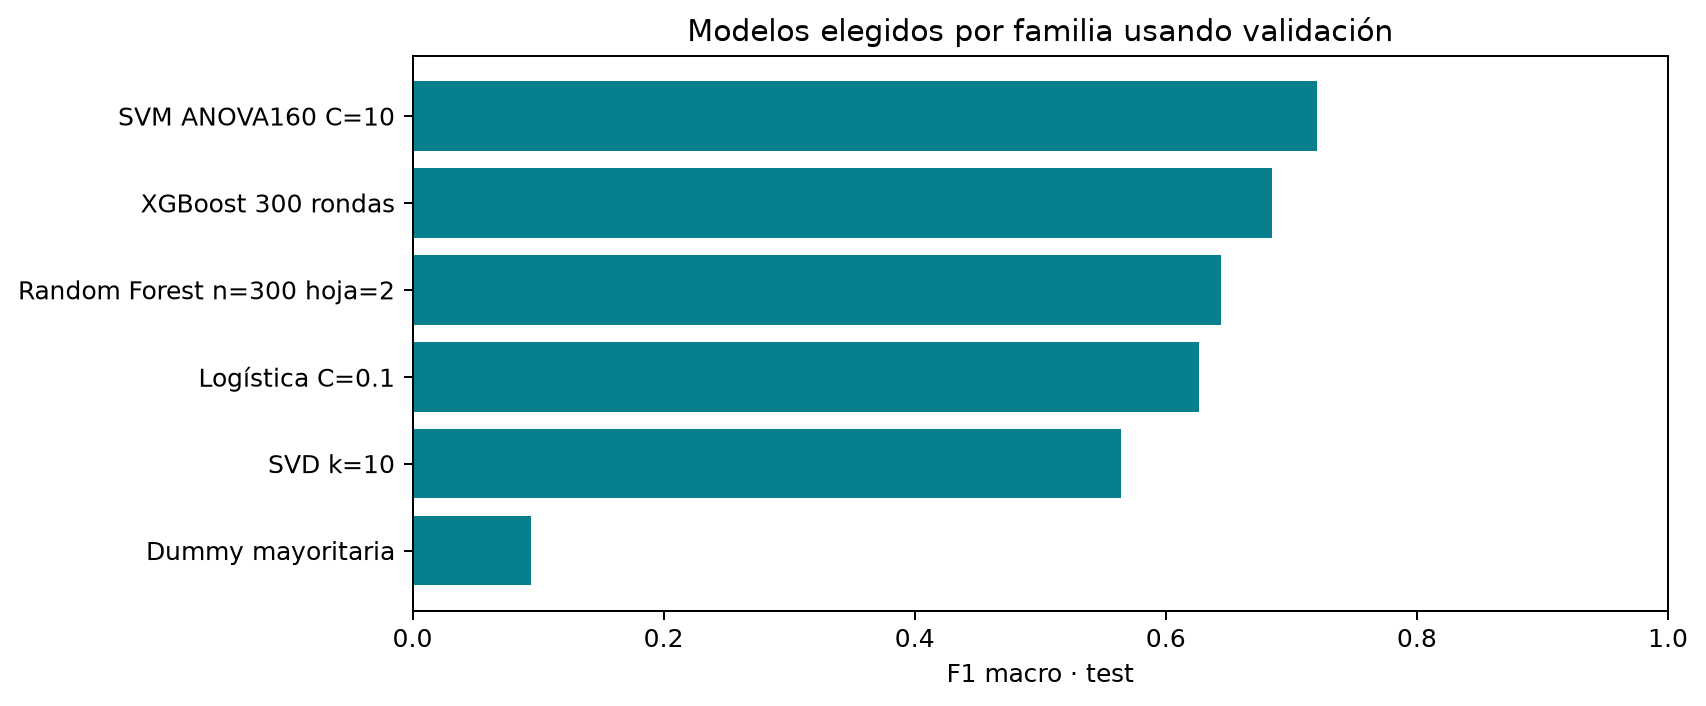 Modelos elegidos por familia usando validación
SVM ANOVA160 C=10
XGBoost 300 rondas
Random Forest n=300 hoja=2
Logística C=0.1
SVD k=10
Dummy mayoritaria
0.0 0.2 0.4 0.6 0.8 1.0
F1 macro · test